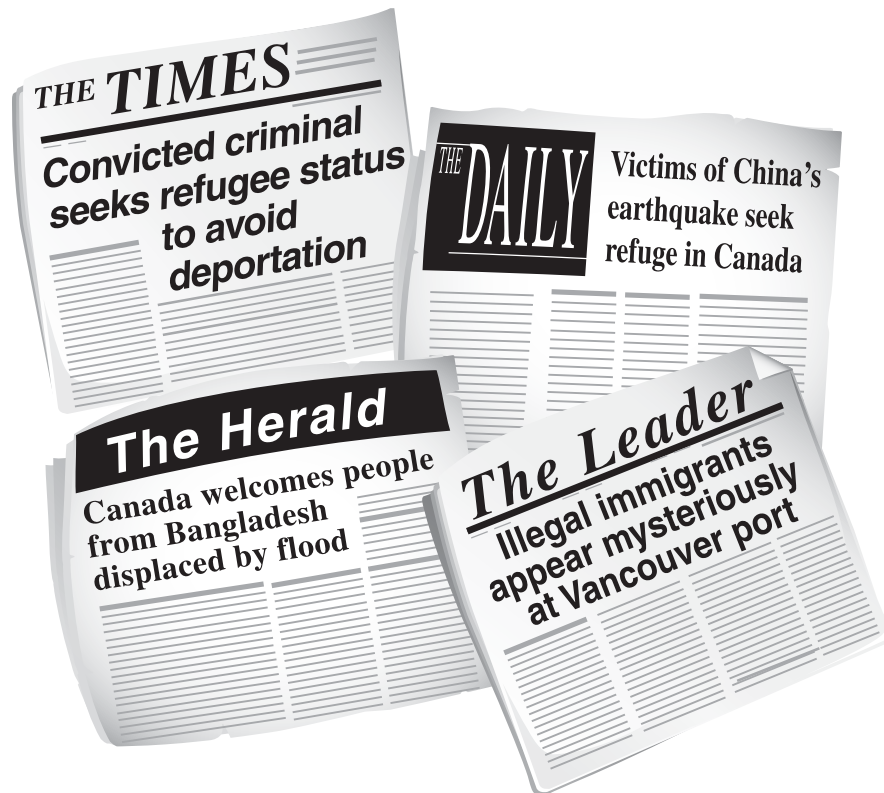 THE TIMES
Convicted criminal
seeks refugee status
to avoid
deportation
THE DAILY
Victims of China's
earthquake seek
refuge in Canada
The Herald
Canada welcomes people
from Bangladesh
displaced by flood
The Leader
Illegal immigrants
appear mysteriously
at Vancouver port